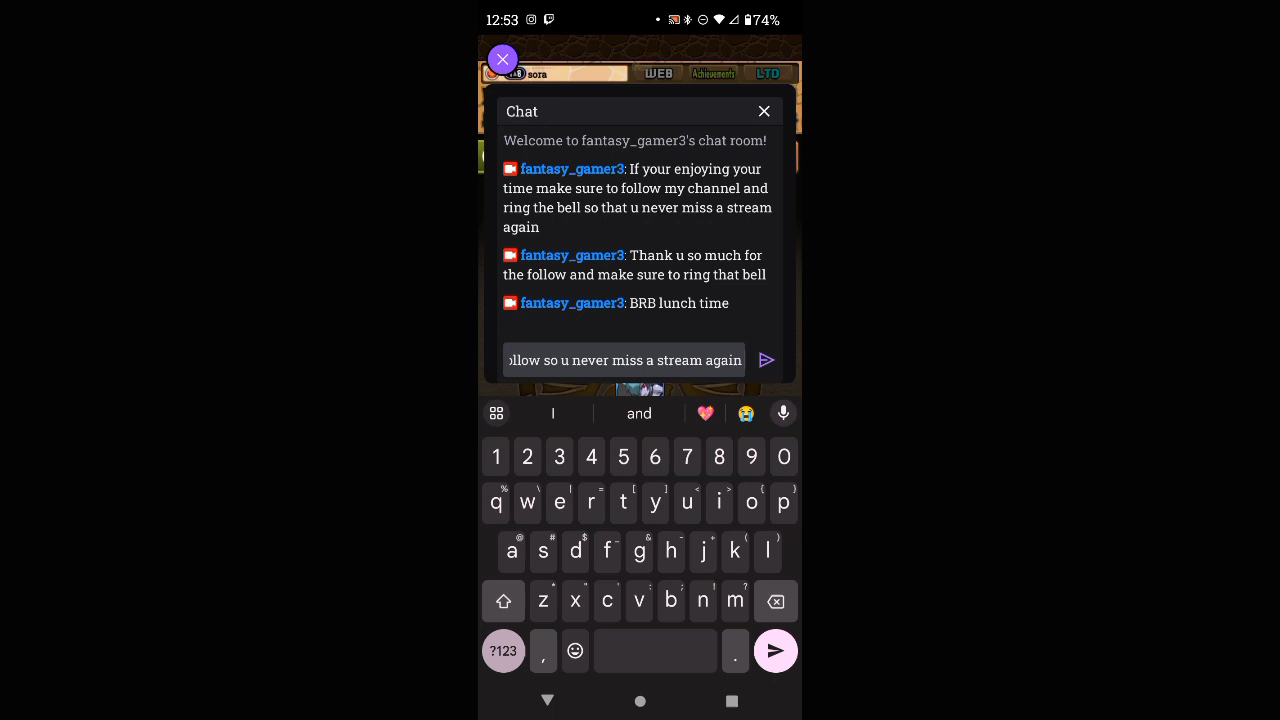 12:53 74%
sora WEB Achievements LTD
Chat
Welcome to fantasy_gamer3's chat room!
fantasy_gamer3: If your enjoying your
time make sure to follow my channel and
ring the bell so that u never miss a stream
again
fantasy_gamer3: Thank u so much for
the follow and make sure to ring that bell
fantasy_gamer3: BRB lunch time
ollow so u never miss a stream again
I and
1 2 3 4 5 6 7 8 9 0
% \ | = [ ] < > { }
q w e r t y u i o p
@ # $ _ & - + ( )
a s d f g h j k l
* " ' : ; ! ?
z x c v b n m
?123 , .